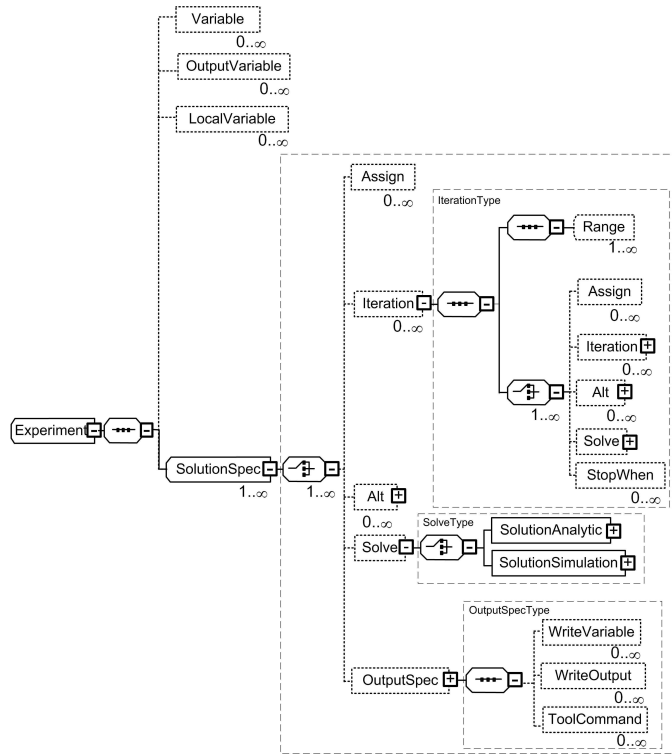 Variable
0..∞
OutputVariable
0..∞
LocalVariable
0..∞
Assign
0..∞
IterationType
Range
1..∞
Iteration
0..∞
Assign
0..∞
Iteration
0..∞
Alt
0..∞
1..∞
Solve
StopWhen
0..∞
Experiment
SolutionSpec
1..∞
1..∞
Alt
0..∞
SolveType
SolutionAnalytic
Solve
SolutionSimulation
OutputSpecType
WriteVariable
0..∞
OutputSpec
WriteOutput
0..∞
ToolCommand
0..∞